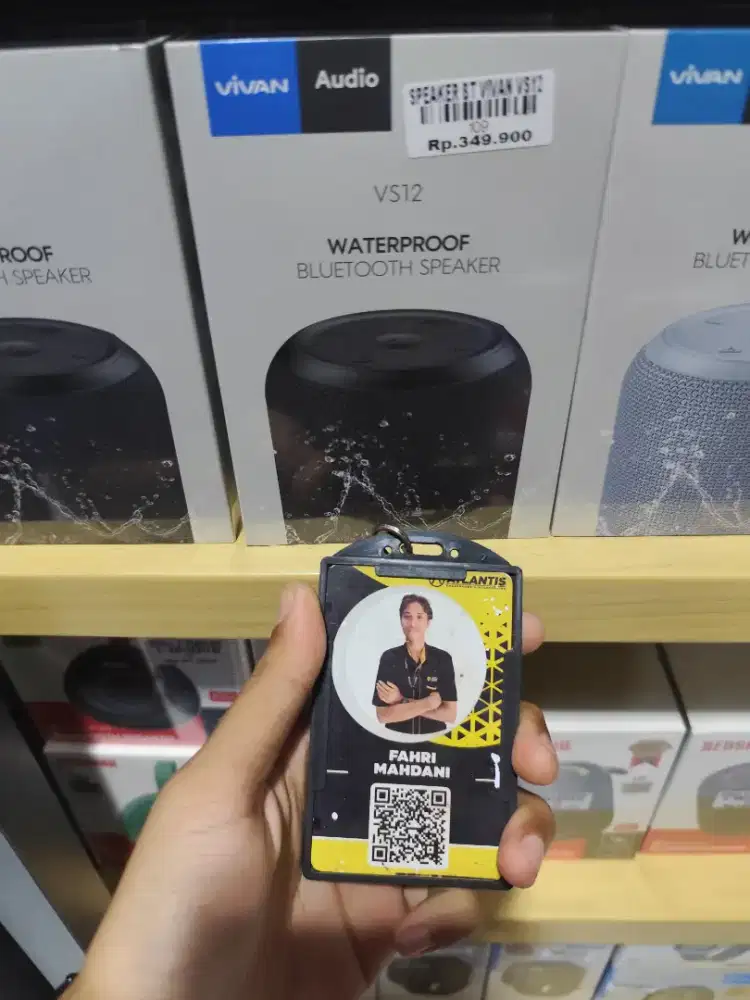 VIVAN Audio
SPEAKER BT VIVAN VS12
109
Rp.349.900
VS12
WATERPROOF
BLUETOOTH SPEAKER
ROOF
H SPEAKER
VIVAN
W
BLUET
ATLANTIS
FAHRI
MAHDANI